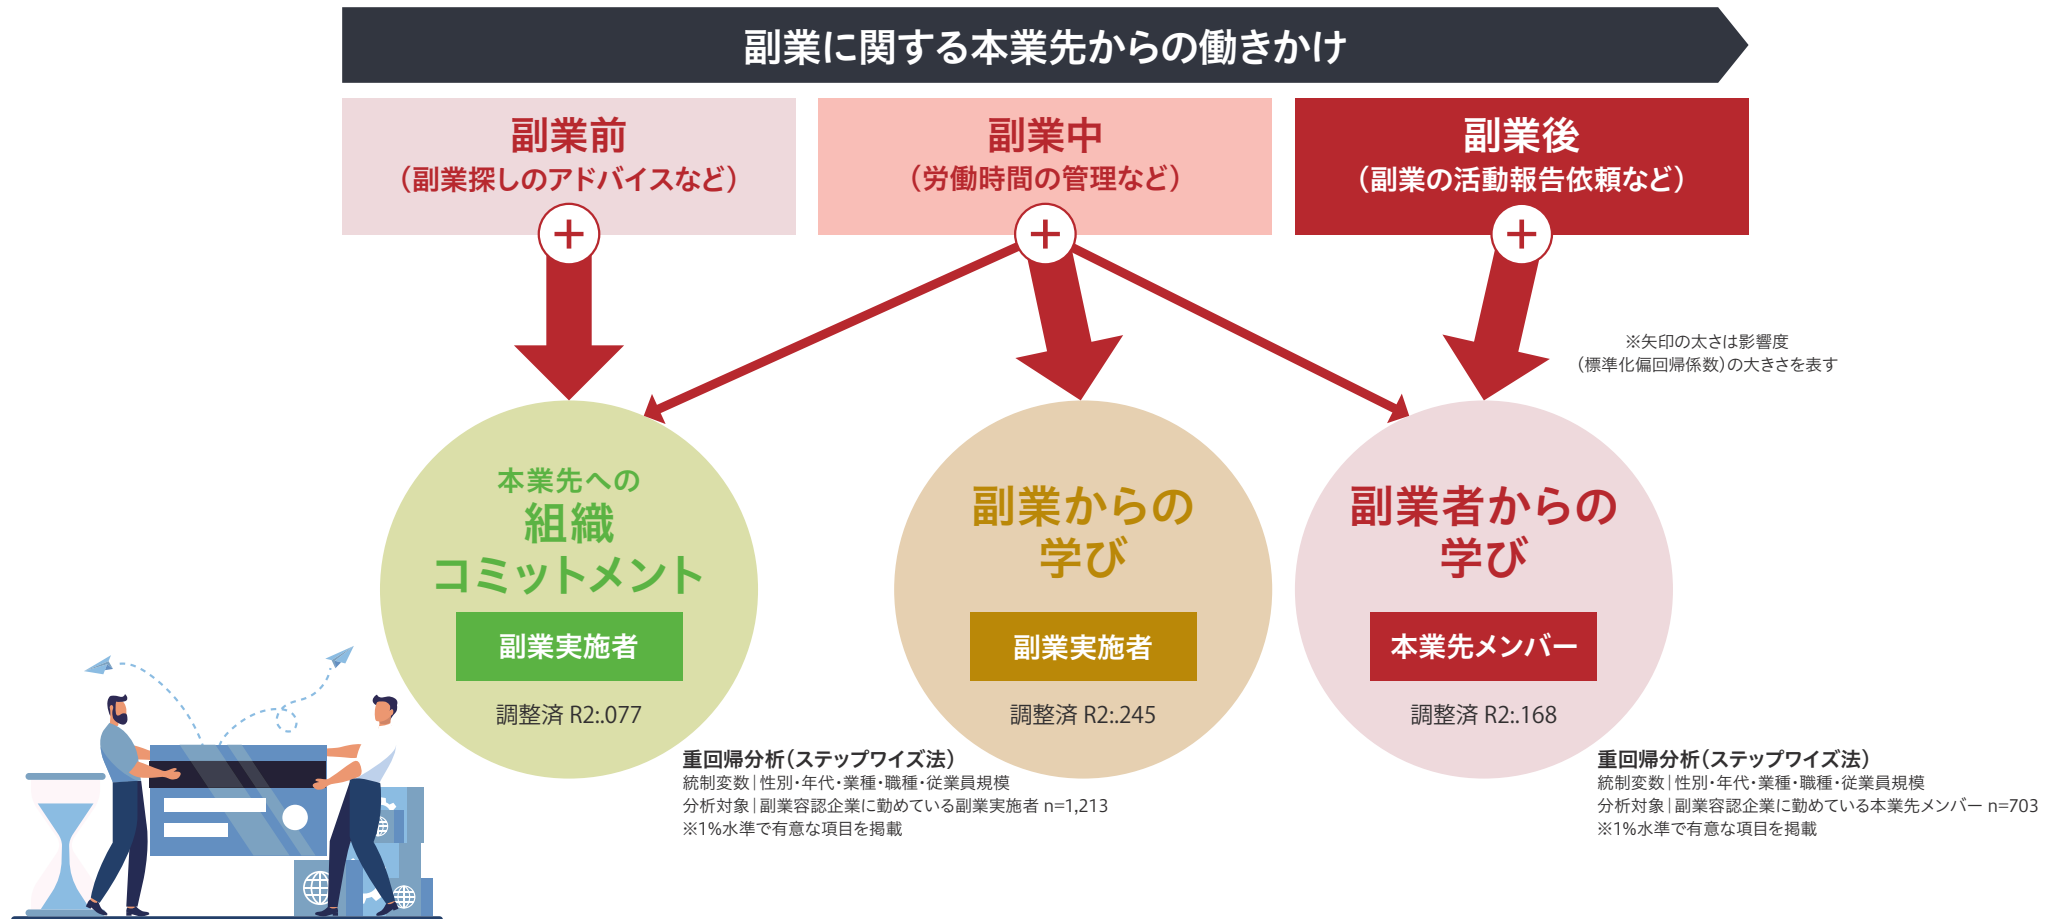 副業に関する本業先からの働きかけ
副業前
（副業探しのアドバイスなど）
副業中
（労働時間の管理など）
副業後
（副業の活動報告依頼など）
＋
＋
＋
※矢印の太さは影響度
（標準化偏回帰係数）の大きさを表す
本業先への
組織
コミットメント
副業実施者
調整済 R2:.077
副業からの
学び
副業実施者
調整済 R2:.245
副業者からの
学び
本業先メンバー
調整済 R2:.168
重回帰分析（ステップワイズ法）
統制変数｜性別・年代・業種・職種・従業員規模
分析対象｜副業容認企業に勤めている副業実施者 n=1,213
※1%水準で有意な項目を掲載
重回帰分析（ステップワイズ法）
統制変数｜性別・年代・業種・職種・従業員規模
分析対象｜副業容認企業に勤めている本業先メンバー n=703
※1%水準で有意な項目を掲載